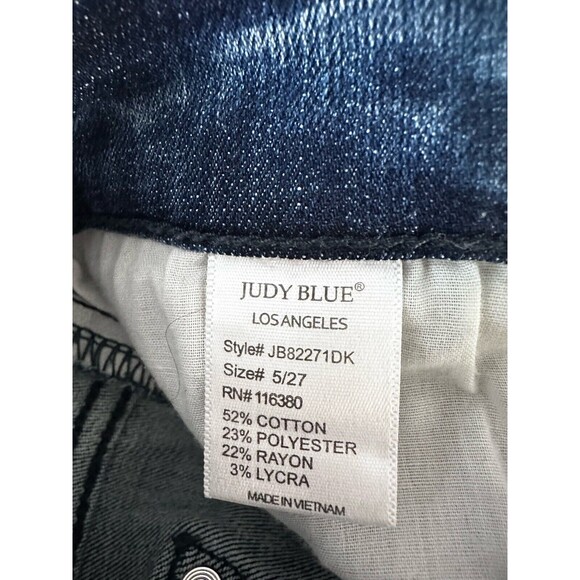 JUDY BLUE®
LOS ANGELES
Style# JB82271DK
Size# 5/27
RN# 116380
52% COTTON
23% POLYESTER
22% RAYON
3% LYCRA
MADE IN VIETNAM